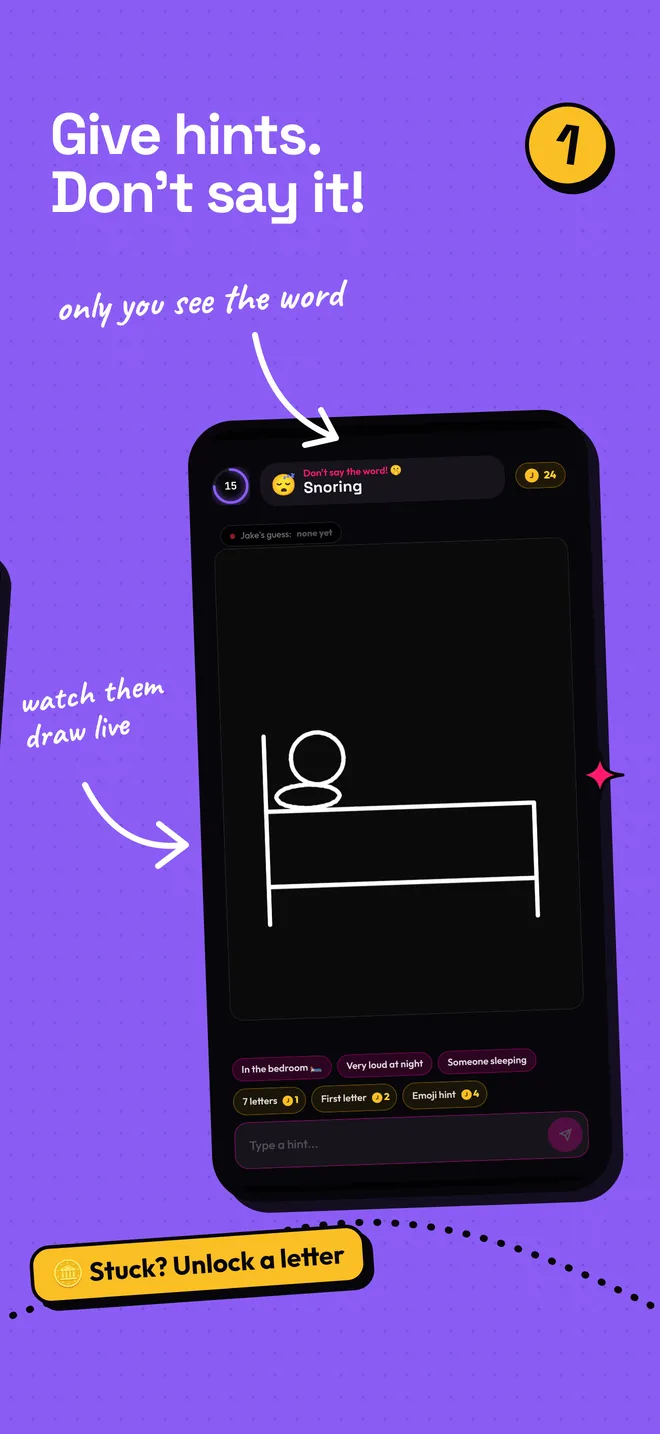 Give hints.
Don't say it!
1
only you see the word
15
Don't say the word! 🤫
Snoring
24
Jake's guess: none yet
watch them
draw live
In the bedroom 🛏️
Very loud at night
Someone sleeping
7 letters 1
First letter 2
Emoji hint 4
Type a hint...
Stuck? Unlock a letter